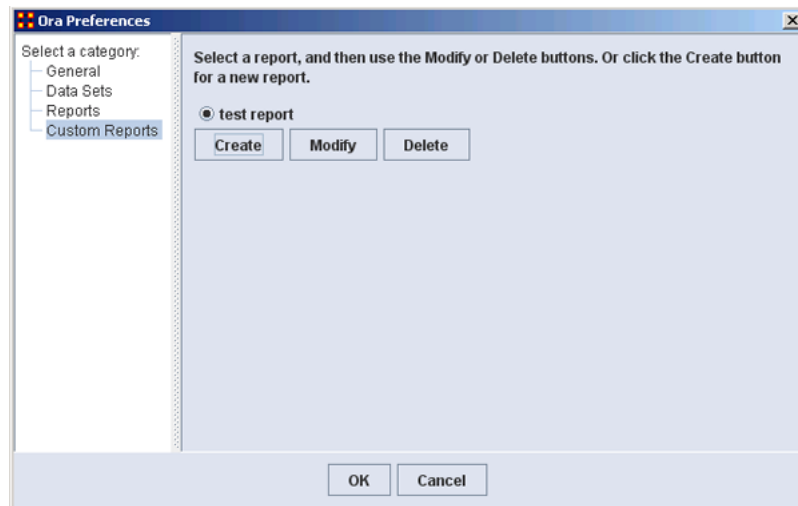 Ora Preferences
Select a category:
General
Data Sets
Reports
Custom Reports
Select a report, and then use the Modify or Delete buttons. Or click the Create button
for a new report.
test report
Create Modify Delete
OK Cancel